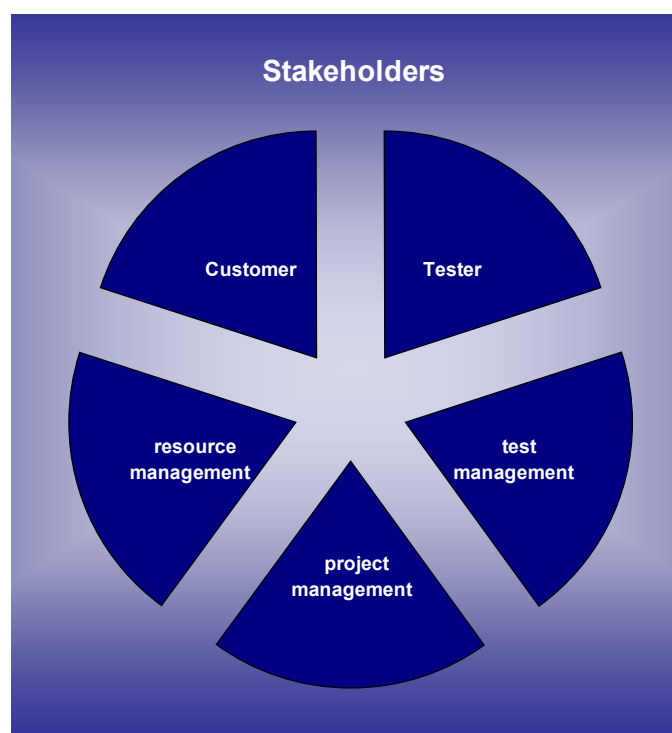 Stakeholders
Customer
Tester
resource
management
test
management
project
management